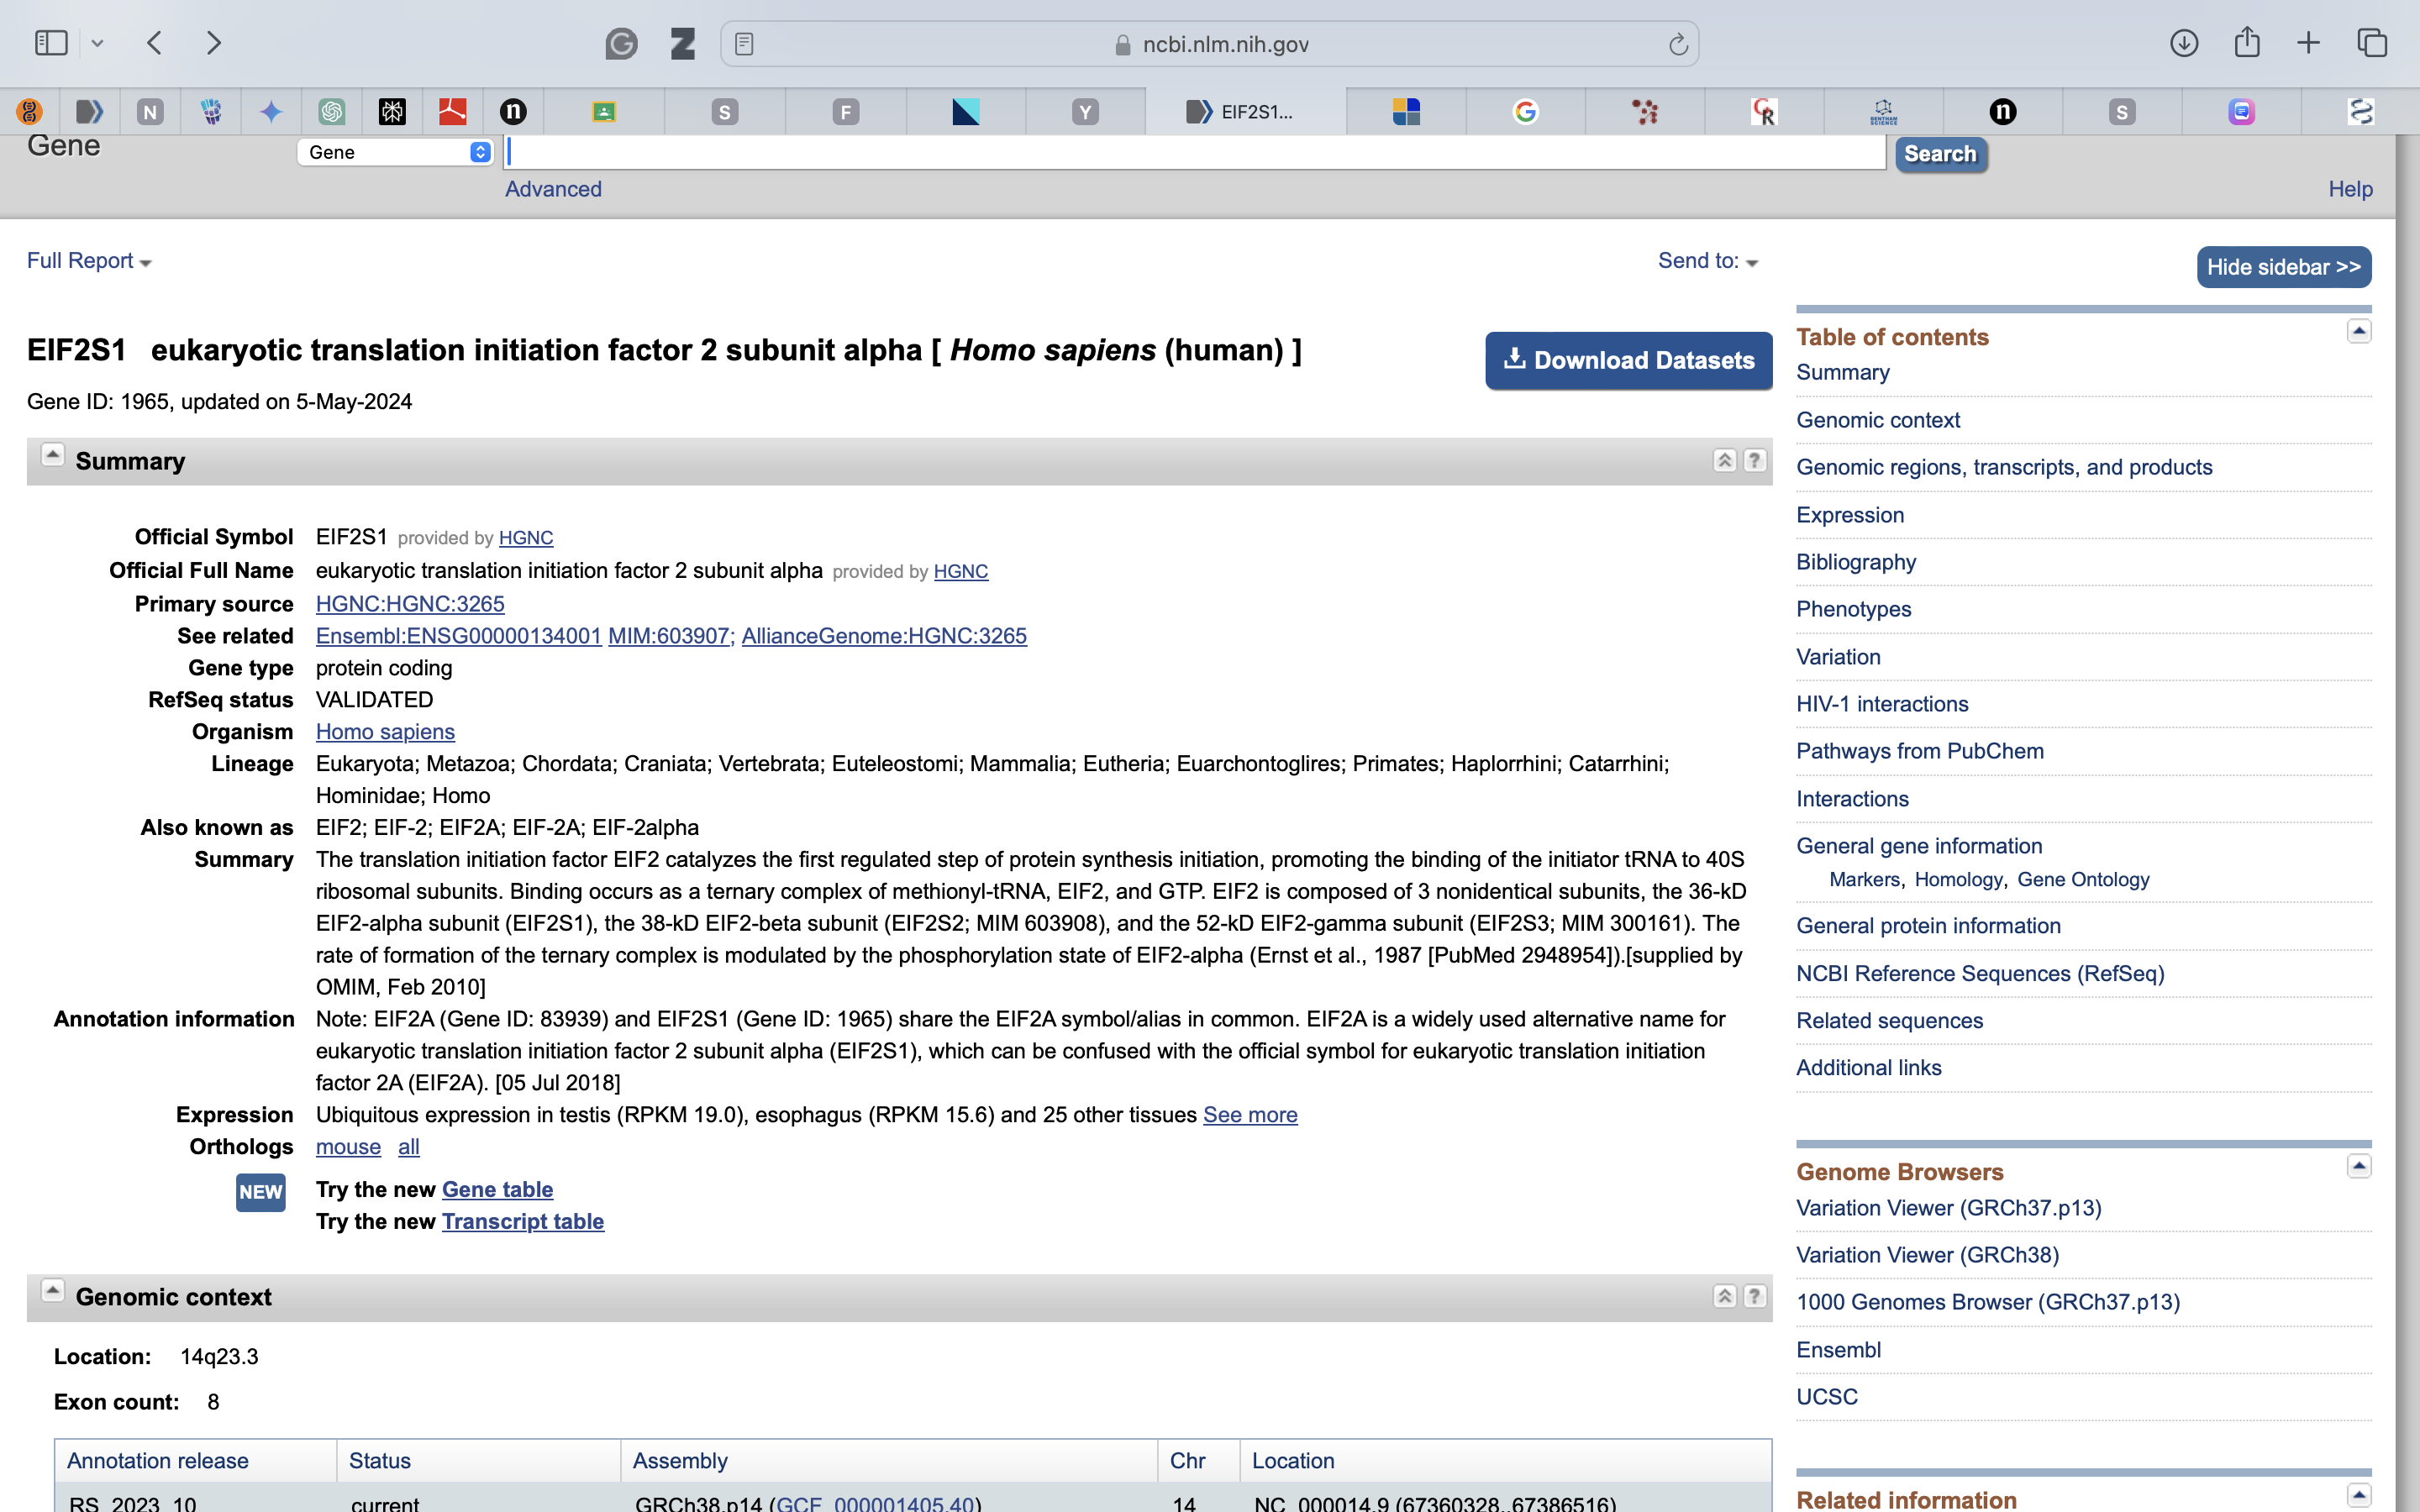 ncbi.nlm.nih.gov
N
S
F
Y
EIF2S1...
S
Gene
Gene
Search
Advanced
Help
Full Report
Send to:
Hide sidebar >>
EIF2S1 eukaryotic translation initiation factor 2 subunit alpha [ Homo sapiens (human) ]
Download Datasets
Gene ID: 1965, updated on 5-May-2024
Summary
Official Symbol EIF2S1 provided by HGNC
Official Full Name eukaryotic translation initiation factor 2 subunit alpha provided by HGNC
Primary source HGNC:HGNC:3265
See related Ensembl:ENSG00000134001 MIM:603907; AllianceGenome:HGNC:3265
Gene type protein coding
RefSeq status VALIDATED
Organism Homo sapiens
Lineage Eukaryota; Metazoa; Chordata; Craniata; Vertebrata; Euteleostomi; Mammalia; Eutheria; Euarchontoglires; Primates; Haplorrhini; Catarrhini;
Hominidae; Homo
Also known as EIF2; EIF-2; EIF2A; EIF-2A; EIF-2alpha
Summary The translation initiation factor EIF2 catalyzes the first regulated step of protein synthesis initiation, promoting the binding of the initiator tRNA to 40S
ribosomal subunits. Binding occurs as a ternary complex of methionyl-tRNA, EIF2, and GTP. EIF2 is composed of 3 nonidentical subunits, the 36-kD
EIF2-alpha subunit (EIF2S1), the 38-kD EIF2-beta subunit (EIF2S2; MIM 603908), and the 52-kD EIF2-gamma subunit (EIF2S3; MIM 300161). The
rate of formation of the ternary complex is modulated by the phosphorylation state of EIF2-alpha (Ernst et al., 1987 [PubMed 2948954]).[supplied by
OMIM, Feb 2010]
Annotation information Note: EIF2A (Gene ID: 83939) and EIF2S1 (Gene ID: 1965) share the EIF2A symbol/alias in common. EIF2A is a widely used alternative name for
eukaryotic translation initiation factor 2 subunit alpha (EIF2S1), which can be confused with the official symbol for eukaryotic translation initiation
factor 2A (EIF2A). [05 Jul 2018]
Expression Ubiquitous expression in testis (RPKM 19.0), esophagus (RPKM 15.6) and 25 other tissues See more
Orthologs mouse all
NEW Try the new Gene table
Try the new Transcript table
Genomic context
Location: 14q23.3
Exon count: 8
Annotation release Status Assembly Chr Location
RS_2023_10 current GRCh38.p14 (GCF_000001405.40) 14 NC_000014.9 (67360328..67386516)
Table of contents
Summary
Genomic context
Genomic regions, transcripts, and products
Expression
Bibliography
Phenotypes
Variation
HIV-1 interactions
Pathways from PubChem
Interactions
General gene information
Markers, Homology, Gene Ontology
General protein information
NCBI Reference Sequences (RefSeq)
Related sequences
Additional links
Genome Browsers
Variation Viewer (GRCh37.p13)
Variation Viewer (GRCh38)
1000 Genomes Browser (GRCh37.p13)
Ensembl
UCSC
Related information